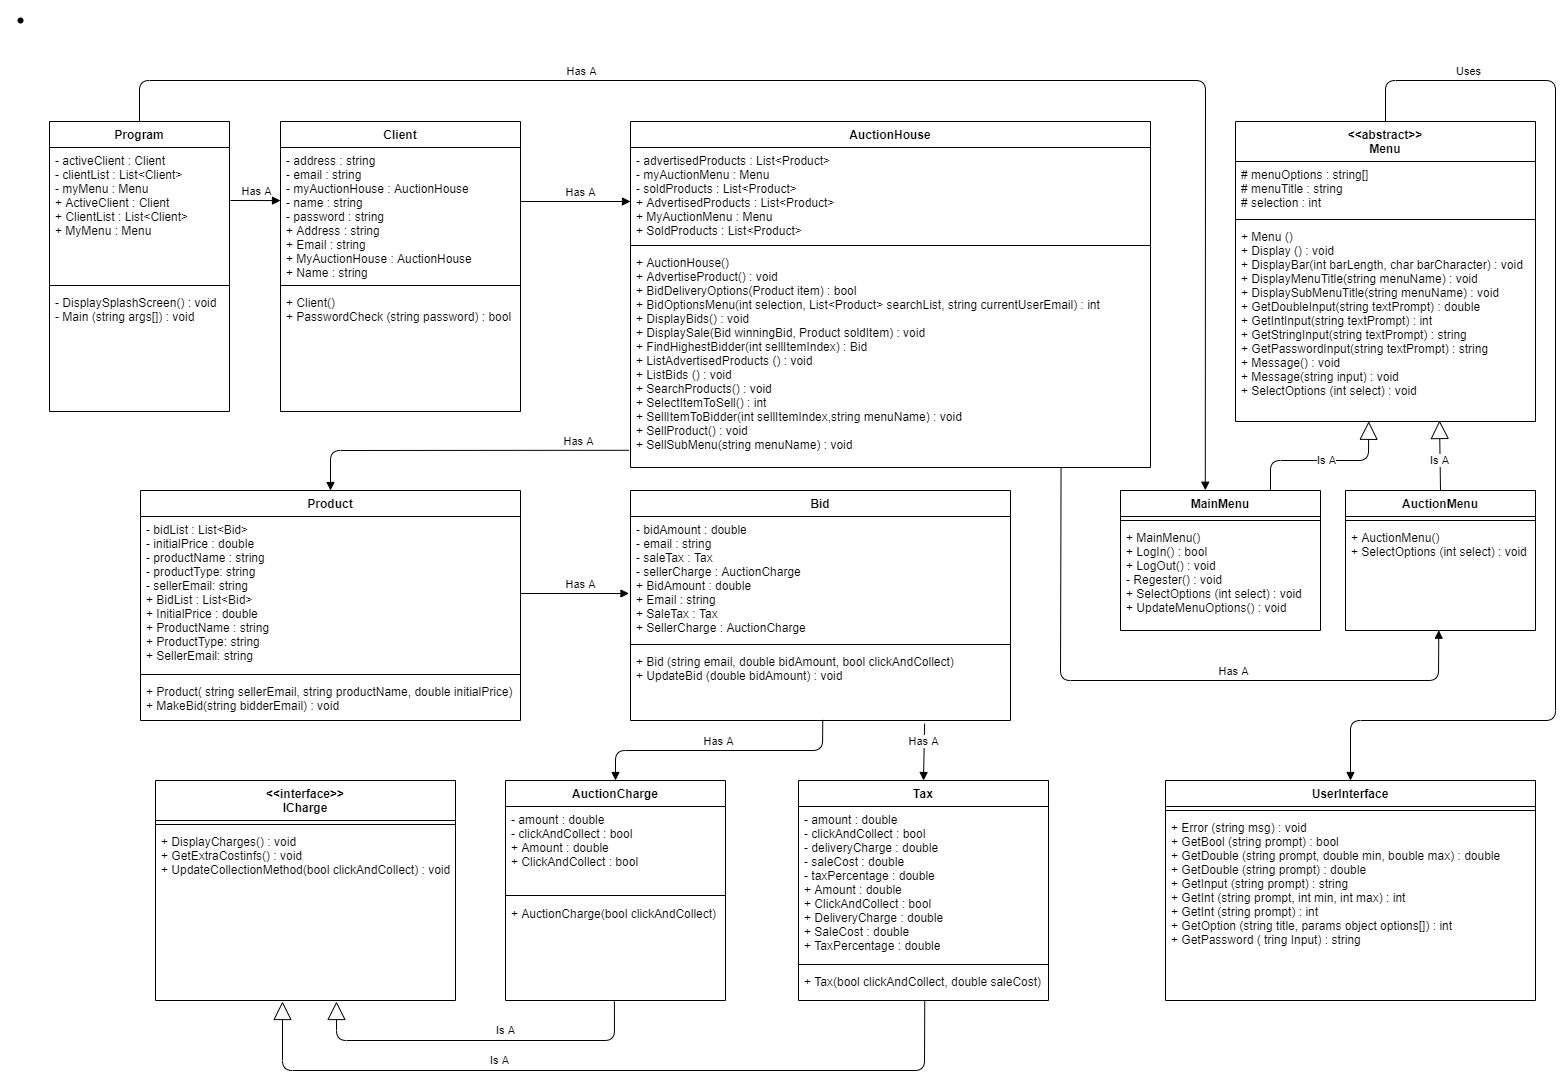 Has A
Uses
Program
- activeClient : Client
- clientList : List<Client>
- myMenu : Menu
+ ActiveClient : Client
+ ClientList : List<Client>
+ MyMenu : Menu
- DisplaySplashScreen() : void
- Main (string args[]) : void
Has A
Client
- address : string
- email : string
- myAuctionHouse : AuctionHouse
- name : string
- password : string
+ Address : string
+ Email : string
+ MyAuctionHouse : AuctionHouse
+ Name : string
+ Client()
+ PasswordCheck (string password) : bool
Has A
AuctionHouse
- advertisedProducts : List<Product>
- myAuctionMenu : Menu
- soldProducts : List<Product>
+ AdvertisedProducts : List<Product>
+ MyAuctionMenu : Menu
+ SoldProducts : List<Product>
+ AuctionHouse()
+ AdvertiseProduct() : void
+ BidDeliveryOptions(Product item) : bool
+ BidOptionsMenu(int selection, List<Product> searchList, string currentUserEmail) : int
+ DisplayBids() : void
+ DisplaySale(Bid winningBid, Product soldItem) : void
+ FindHighestBidder(int sellItemIndex) : Bid
+ ListAdvertisedProducts () : void
+ ListBids () : void
+ SearchProducts() : void
+ SelectItemToSell() : int
+ SellItemToBidder(int sellItemIndex,string menuName) : void
+ SellProduct() : void
+ SellSubMenu(string menuName) : void
<<abstract>>
Menu
# menuOptions : string[]
# menuTitle : string
# selection : int
+ Menu ()
+ Display () : void
+ DisplayBar(int barLength, char barCharacter) : void
+ DisplayMenuTitle(string menuName) : void
+ DisplaySubMenuTitle(string menuName) : void
+ GetDoubleInput(string textPrompt) : double
+ GetIntInput(string textPrompt) : int
+ GetStringInput(string textPrompt) : string
+ GetPasswordInput(string textPrompt) : string
+ Message() : void
+ Message(string input) : void
+ SelectOptions (int select) : void
Has A
Is A
Is A
Product
- bidList : List<Bid>
- initialPrice : double
- productName : string
- productType: string
- sellerEmail: string
+ BidList : List<Bid>
+ InitialPrice : double
+ ProductName : string
+ ProductType: string
+ SellerEmail: string
+ Product( string sellerEmail, string productName, double initialPrice)
+ MakeBid(string bidderEmail) : void
Has A
Bid
- bidAmount : double
- email : string
- saleTax : Tax
- sellerCharge : AuctionCharge
+ BidAmount : double
+ Email : string
+ SaleTax : Tax
+ SellerCharge : AuctionCharge
+ Bid (string email, double bidAmount, bool clickAndCollect)
+ UpdateBid (double bidAmount) : void
MainMenu
+ MainMenu()
+ LogIn() : bool
+ LogOut() : void
- Regester() : void
+ SelectOptions (int select) : void
+ UpdateMenuOptions() : void
AuctionMenu
+ AuctionMenu()
+ SelectOptions (int select) : void
Has A
Has A
Has A
<<interface>>
ICharge
+ DisplayCharges() : void
+ GetExtraCostinfs() : void
+ UpdateCollectionMethod(bool clickAndCollect) : void
AuctionCharge
- amount : double
- clickAndCollect : bool
+ Amount : double
+ ClickAndCollect : bool
+ AuctionCharge(bool clickAndCollect)
Tax
- amount : double
- clickAndCollect : bool
- deliveryCharge : double
- saleCost : double
- taxPercentage : double
+ Amount : double
+ ClickAndCollect : bool
+ DeliveryCharge : double
+ SaleCost : double
+ TaxPercentage : double
+ Tax(bool clickAndCollect, double saleCost)
UserInterface
+ Error (string msg) : void
+ GetBool (string prompt) : bool
+ GetDouble (string prompt, double min, bouble max) : double
+ GetDouble (string prompt) : double
+ GetInput (string prompt) : string
+ GetInt (string prompt, int min, int max) : int
+ GetInt (string prompt) : int
+ GetOption (string title, params object options[]) : int
+ GetPassword ( tring Input) : string
Is A
Is A